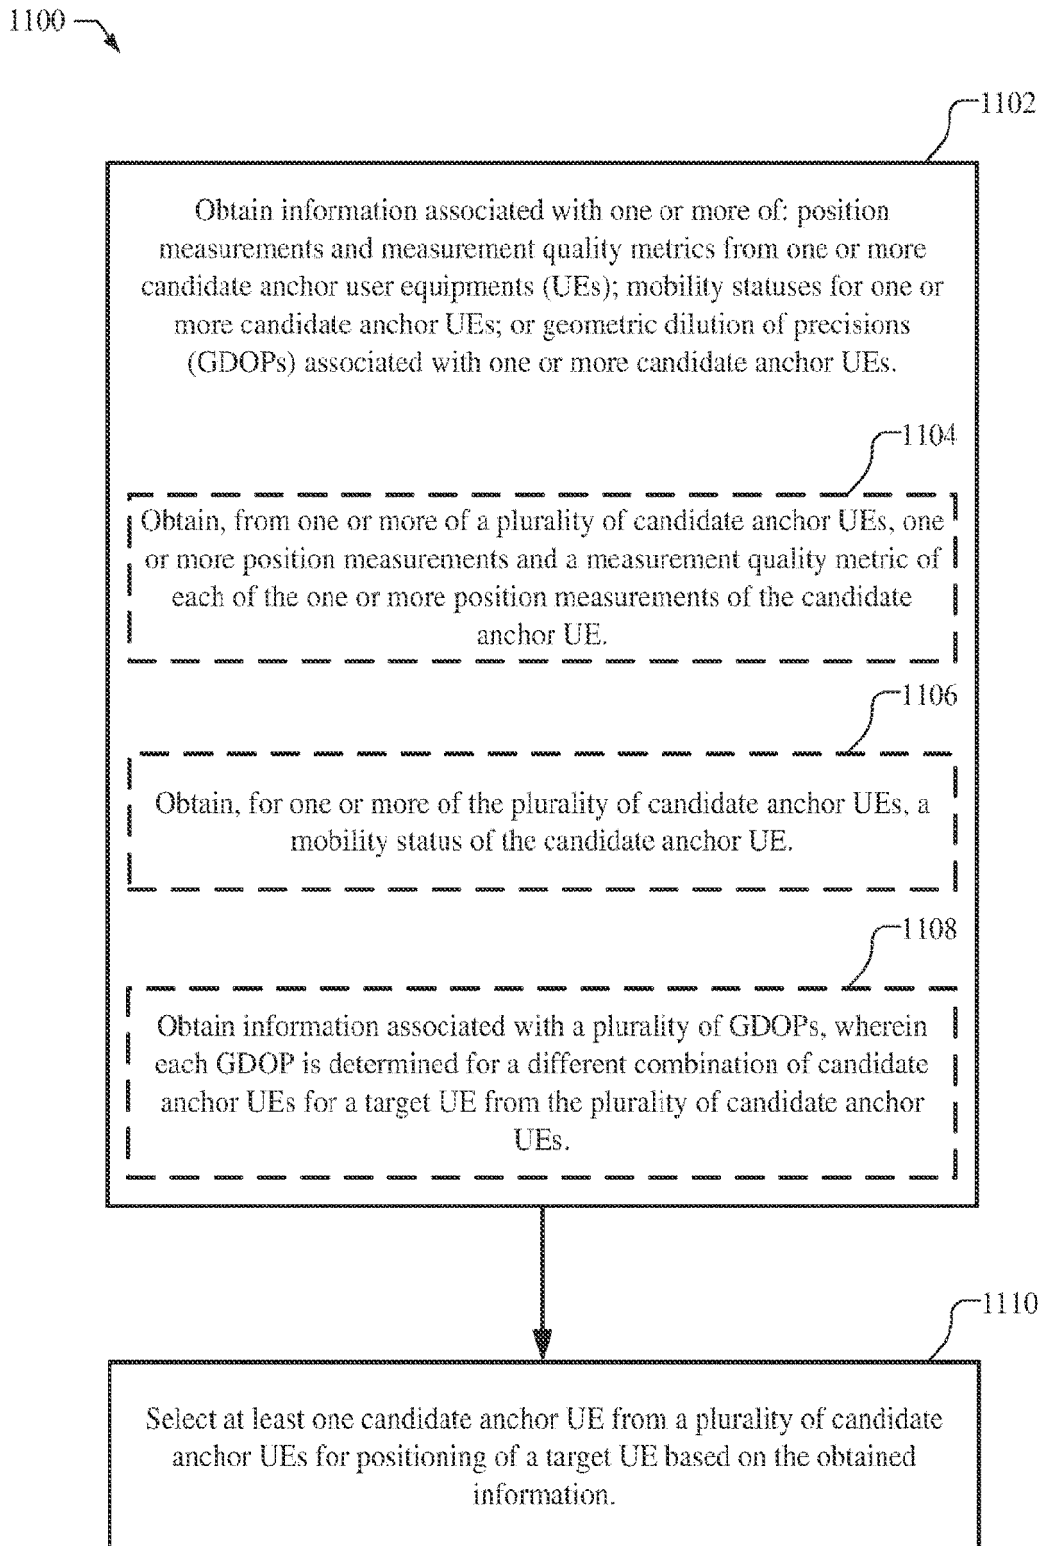 1100
1102
Obtain information associated with one or more of: position
measurements and measurement quality metrics from one or more
candidate anchor user equipments (UEs); mobility statuses for one or
more candidate anchor UEs; or geometric dilution of precisions
(GDOPs) associated with one or more candidate anchor UEs.
1104
Obtain, from one or more of a plurality of candidate anchor UEs, one
or more position measurements and a measurement quality metric of
each of the one or more position measurements of the candidate
anchor UE.
1106
Obtain, for one or more of the plurality of candidate anchor UEs, a
mobility status of the candidate anchor UE.
1108
Obtain information associated with a plurality of GDOPs, wherein
each GDOP is determined for a different combination of candidate
anchor UEs for a target UE from the plurality of candidate anchor
UEs.
1110
Select at least one candidate anchor UE from a plurality of candidate
anchor UEs for positioning of a target UE based on the obtained
information.